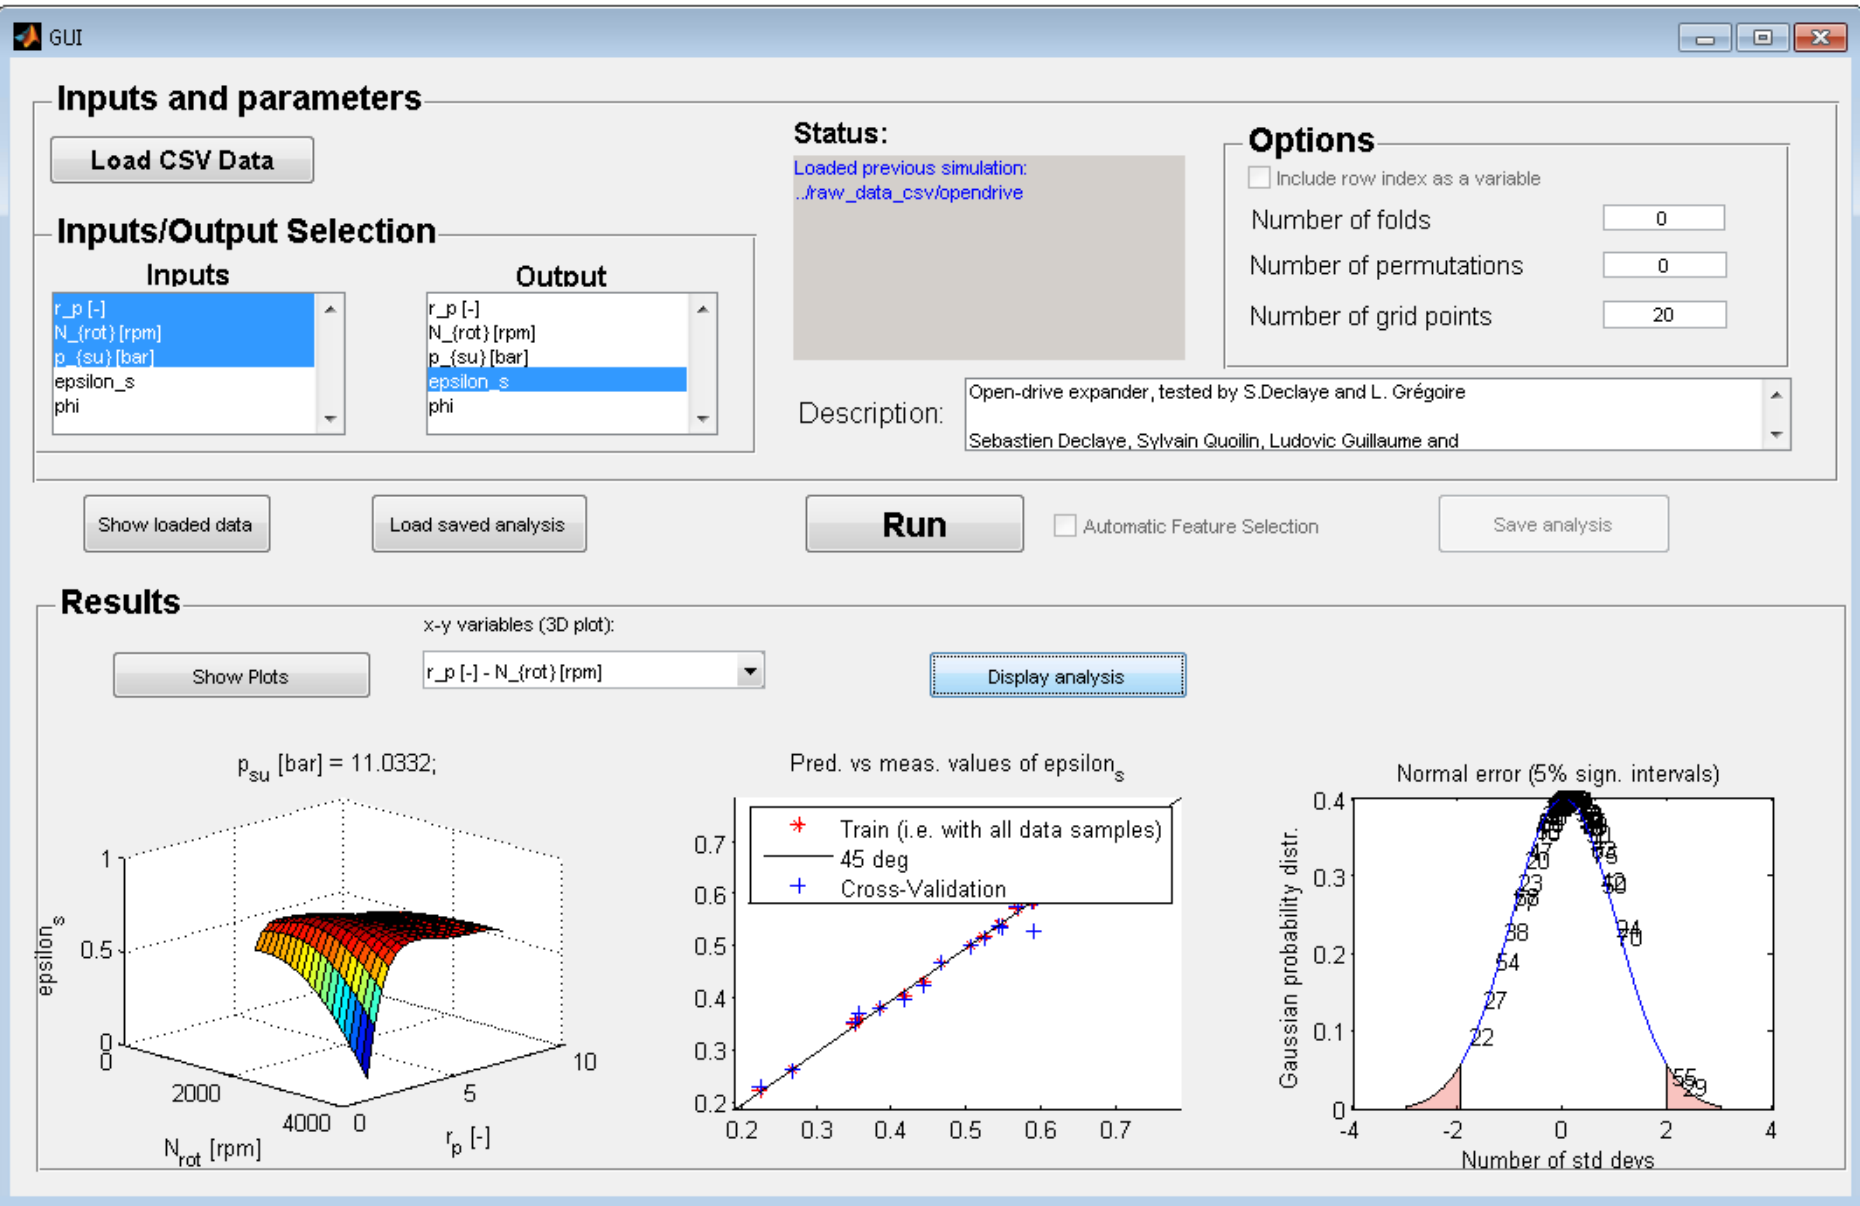 GUI
Inputs and parameters
Load CSV Data
Status:
Loaded previous simulation:
../raw_data_csv/opendrive
Options
Include row index as a variable
Number of folds
0
Number of permutations
0
Number of grid points
20
Inputs/Output Selection
Inputs
r_p [-]
N_{rot} [rpm]
p_{su} [bar]
epsilon_s
phi
Output
r_p [-]
N_{rot} [rpm]
p_{su} [bar]
epsilon_s
phi
Description:
Open-drive expander, tested by S.Declaye and L. Grégoire
Sebastien Declaye, Sylvain Quoilin, Ludovic Guillaume and
Show loaded data
Load saved analysis
Run
Automatic Feature Selection
Save analysis
Results
x-y variables (3D plot):
Show Plots
r_p [-] - N_{rot} [rpm]
Display analysis
p_su [bar] = 11.0332;
epsilon_s
1
0.5
0
0
2000
4000
0
5
10
N_rot [rpm]
r_p [-]
Pred. vs meas. values of epsilon_s
Train (i.e. with all data samples)
45 deg
Cross-Validation
0.7
0.6
0.5
0.4
0.3
0.2
0.2
0.3
0.4
0.5
0.6
0.7
Normal error (5% sign. intervals)
Gaussian probability distr.
0.4
0.3
0.2
0.1
0
23
38
54
27
22
55
29
-4
-2
0
2
4
Number of std devs